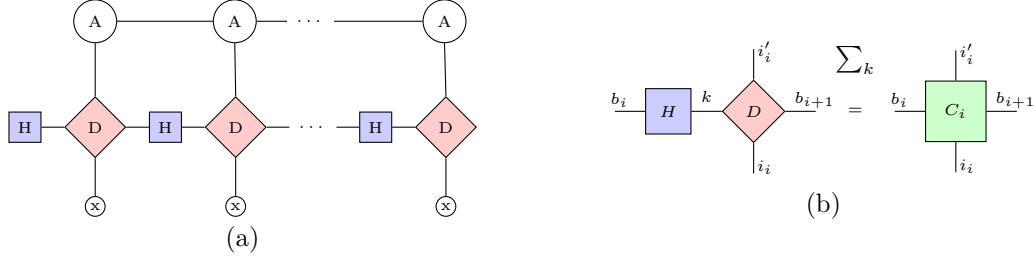 A A · · · A
H D H D · · · H D
x x x
(a)
∑ₖ
i′ᵢ i′ᵢ
bᵢ H k D bᵢ₊₁ = bᵢ Cᵢ bᵢ₊₁
iᵢ iᵢ
(b)